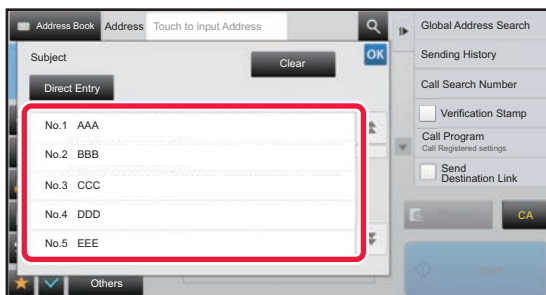 Address Book Address Touch to input Address
Subject
Clear
OK
Direct Entry
No.1 AAA
No.2 BBB
No.3 CCC
No.4 DDD
No.5 EEE
Others
Global Address Search
Sending History
Call Search Number
Verification Stamp
Call Program
Call Registered settings
Send
Destination Link
CA
Start